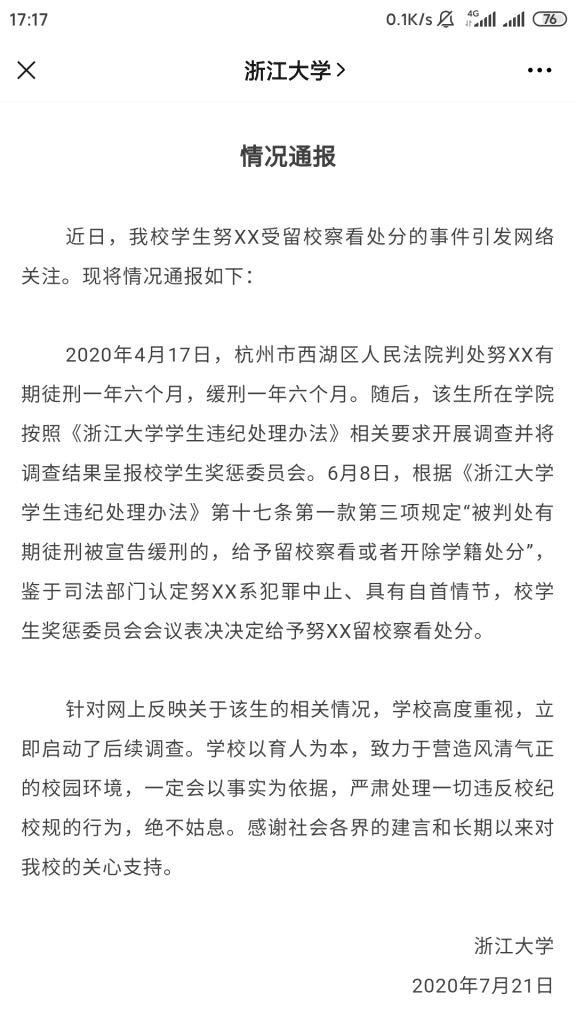 17:17
0.1K/s 4G 76
浙江大学
情况通报
近日，我校学生努XX受留校察看处分的事件引发网络
关注。现将情况通报如下：
2020年4月17日，杭州市西湖区人民法院判处努XX有
期徒刑一年六个月，缓刑一年六个月。随后，该生所在学院
按照《浙江大学学生违纪处理办法》相关要求开展调查并将
调查结果呈报校学生奖惩委员会。6月8日，根据《浙江大学
学生违纪处理办法》第十七条第一款第三项规定“被判处有
期徒刑被宣告缓刑的，给予留校察看或者开除学籍处分”，
鉴于司法部门认定努XX系犯罪中止、具有自首情节，校学
生奖惩委员会会议表决决定给予努XX留校察看处分。
针对网上反映关于该生的相关情况，学校高度重视，立
即启动了后续调查。学校以育人为本，致力于营造风清气正
的校园环境，一定会以事实为依据，严肃处理一切违反校纪
校规的行为，绝不姑息。感谢社会各界的建言和长期以来对
我校的关心支持。
浙江大学
2020年7月21日